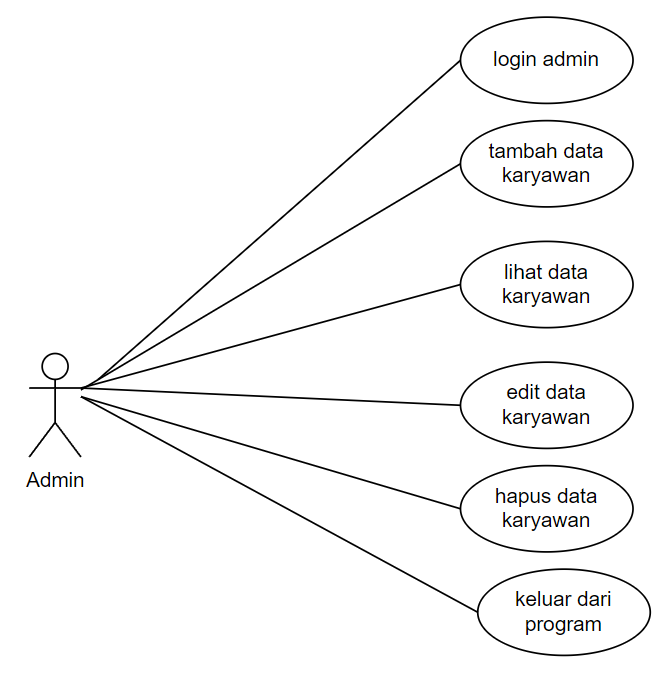 login admin
tambah data
karyawan
lihat data
karyawan
edit data
karyawan
Admin
hapus data
karyawan
keluar dari
program